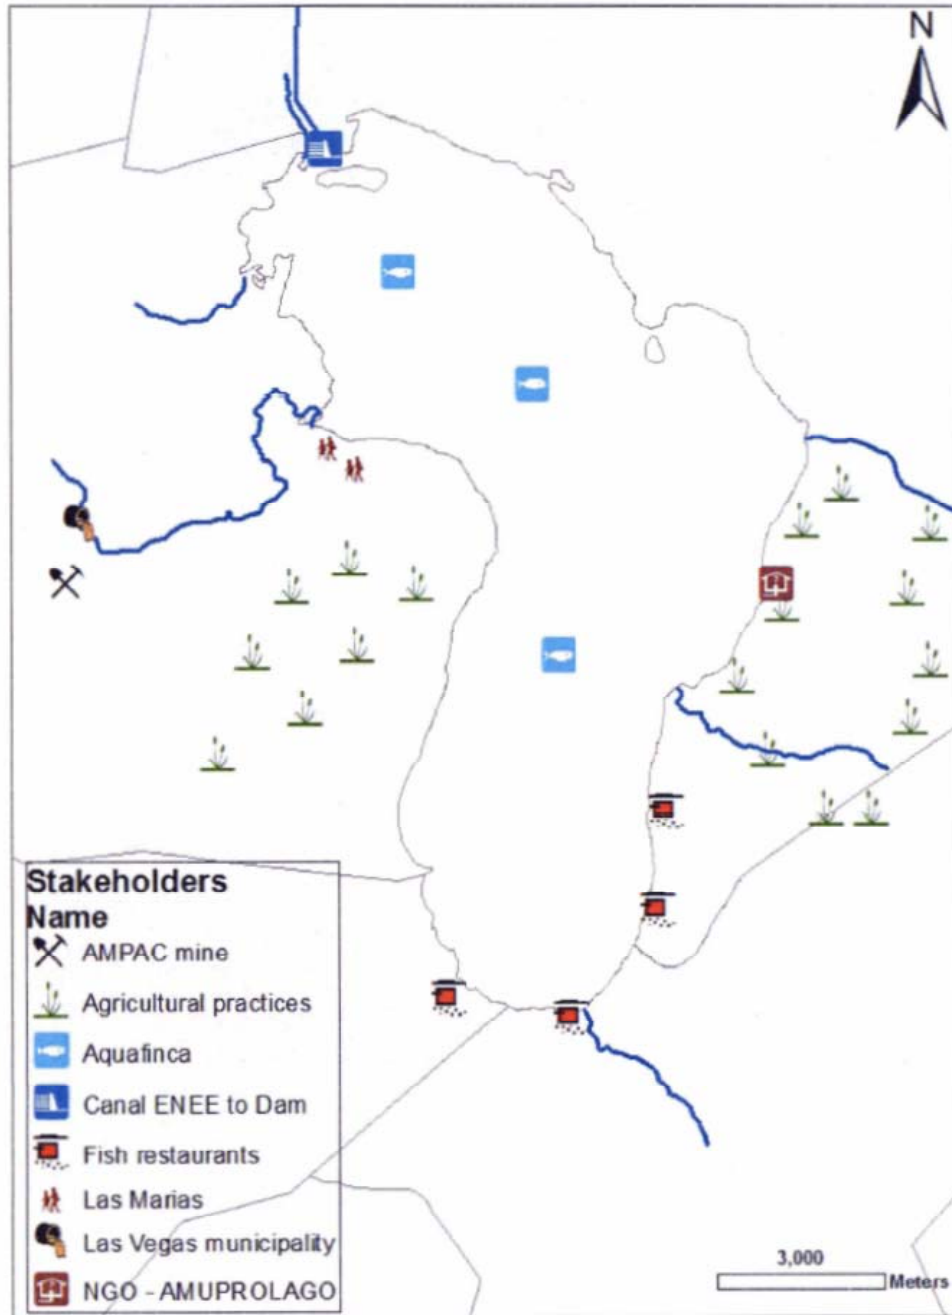 N
Stakeholders
Name
AMPAC mine
Agricultural practices
Aquafinca
Canal ENEE to Dam
Fish restaurants
Las Marias
Las Vegas municipality
NGO - AMUPROLAGO
3,000
Meters